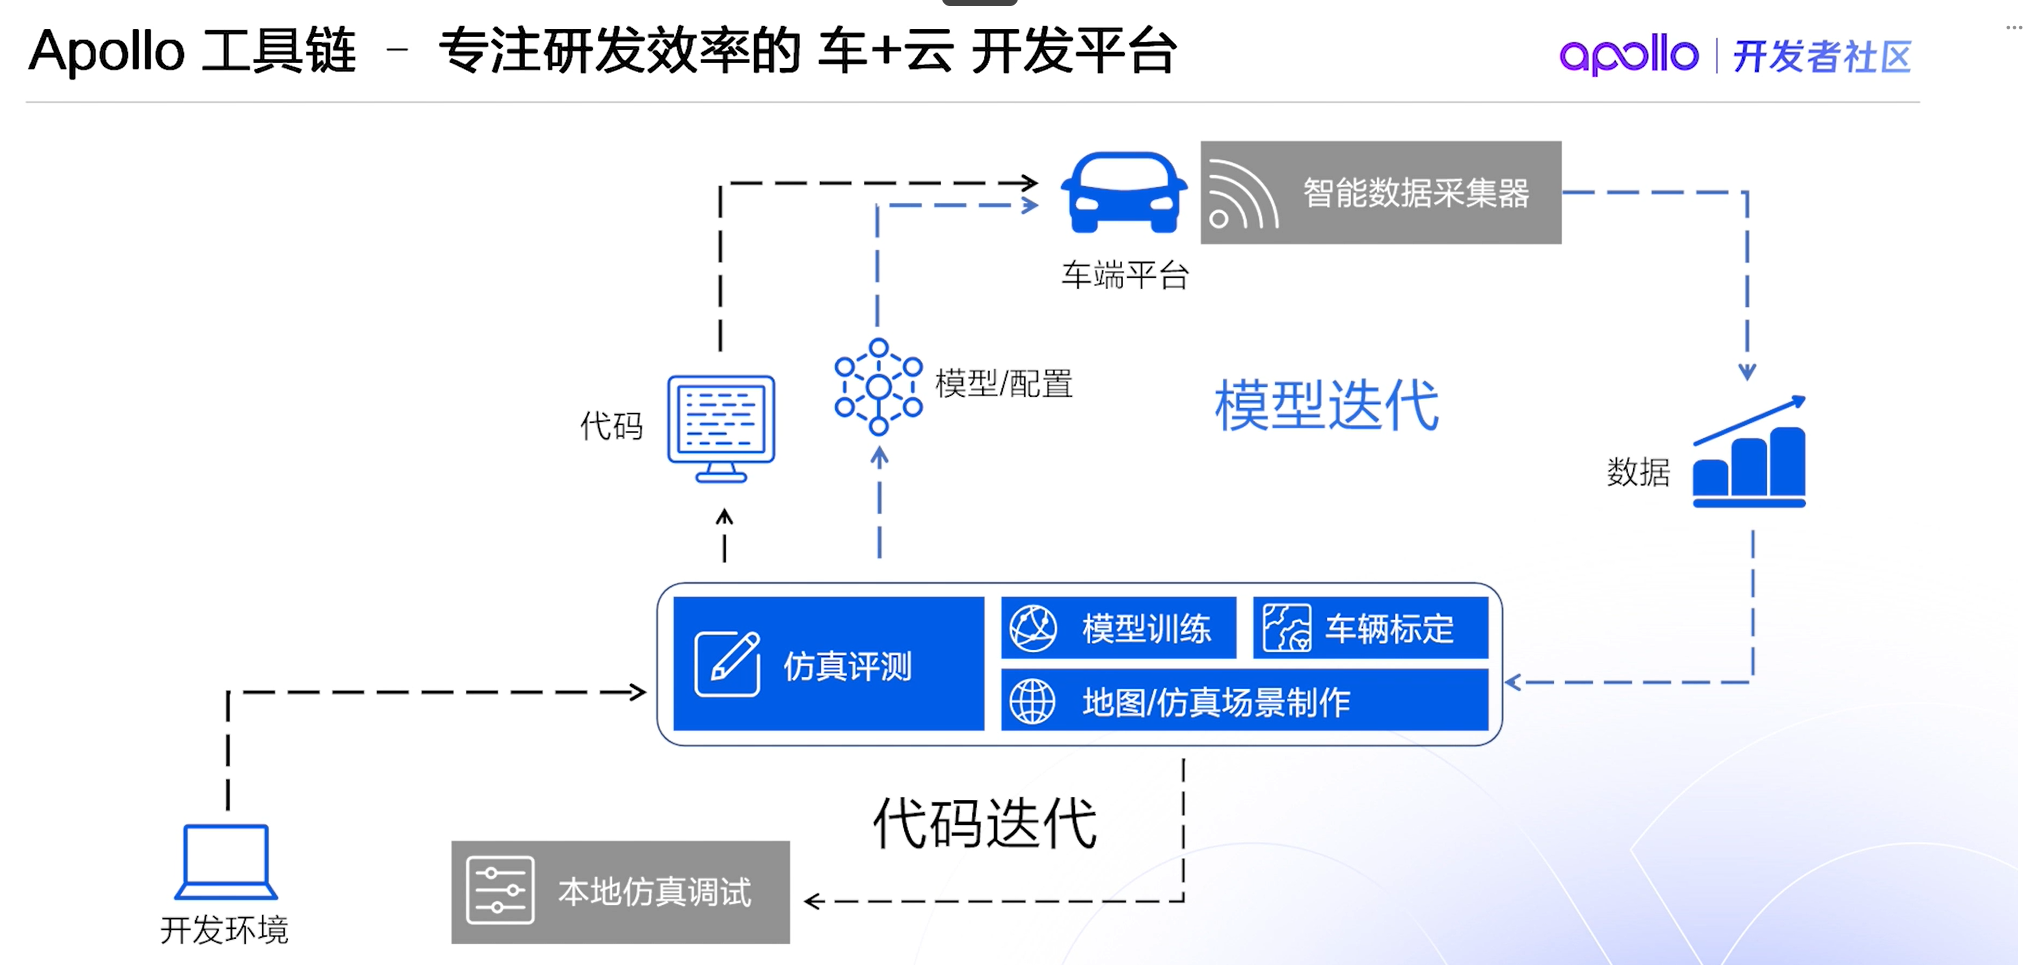 Apollo 工具链 – 专注研发效率的 车+云 开发平台
apollo | 开发者社区
智能数据采集器
车端平台
模型/配置
代码
模型迭代
数据
仿真评测
模型训练
车辆标定
地图/仿真场景制作
代码迭代
本地仿真调试
开发环境